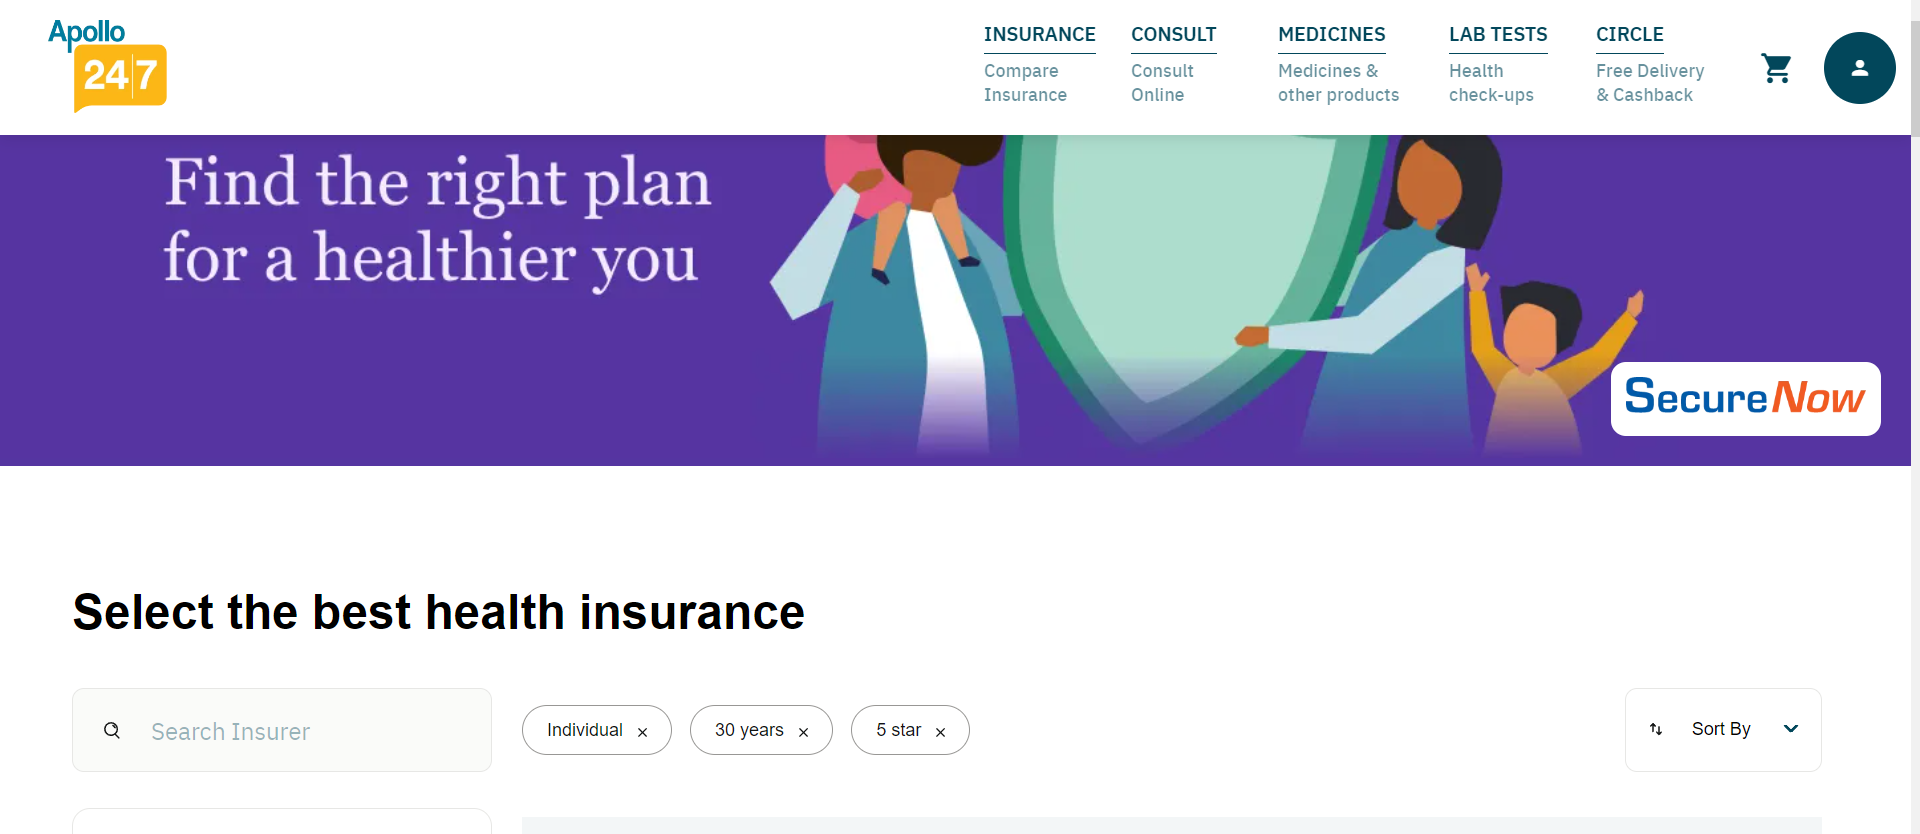 Apollo
24|7
INSURANCE
Compare
Insurance
CONSULT
Consult
Online
MEDICINES
Medicines &
other products
LAB TESTS
Health
check-ups
CIRCLE
Free Delivery
& Cashback
Find the right plan
for a healthier you
SecureNow
Select the best health insurance
Search Insurer
Individual ×
30 years ×
5 star ×
Sort By